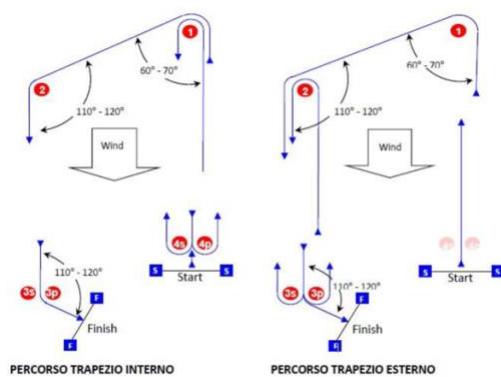 1
60° - 70°
2
110° - 120°
Wind
4s 4p
S S
Start
110° - 120°
3s 3p
F
Finish
F
PERCORSO TRAPEZIO INTERNO
1
60° - 70°
2
110° - 120°
Wind
S S
Start
110° - 120°
3s 3p
F
Finish
F
PERCORSO TRAPEZIO ESTERNO